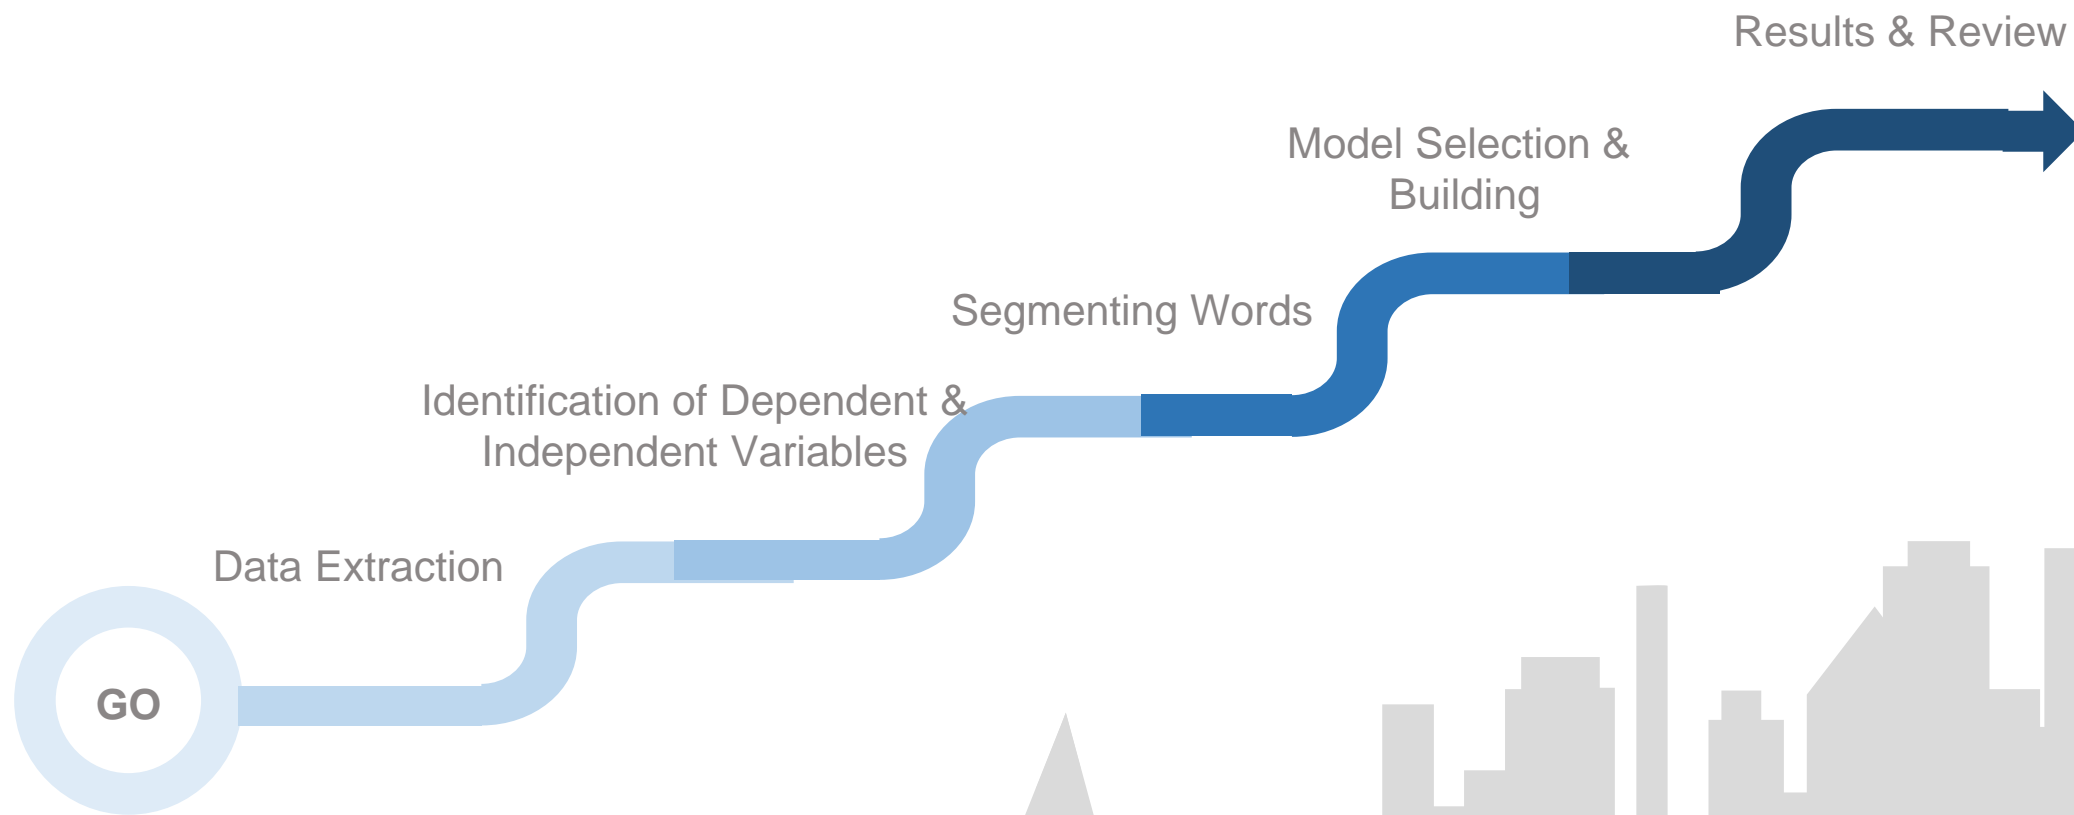 GO
Data Extraction
Identification of Dependent &
Independent Variables
Segmenting Words
Model Selection &
Building
Results & Review